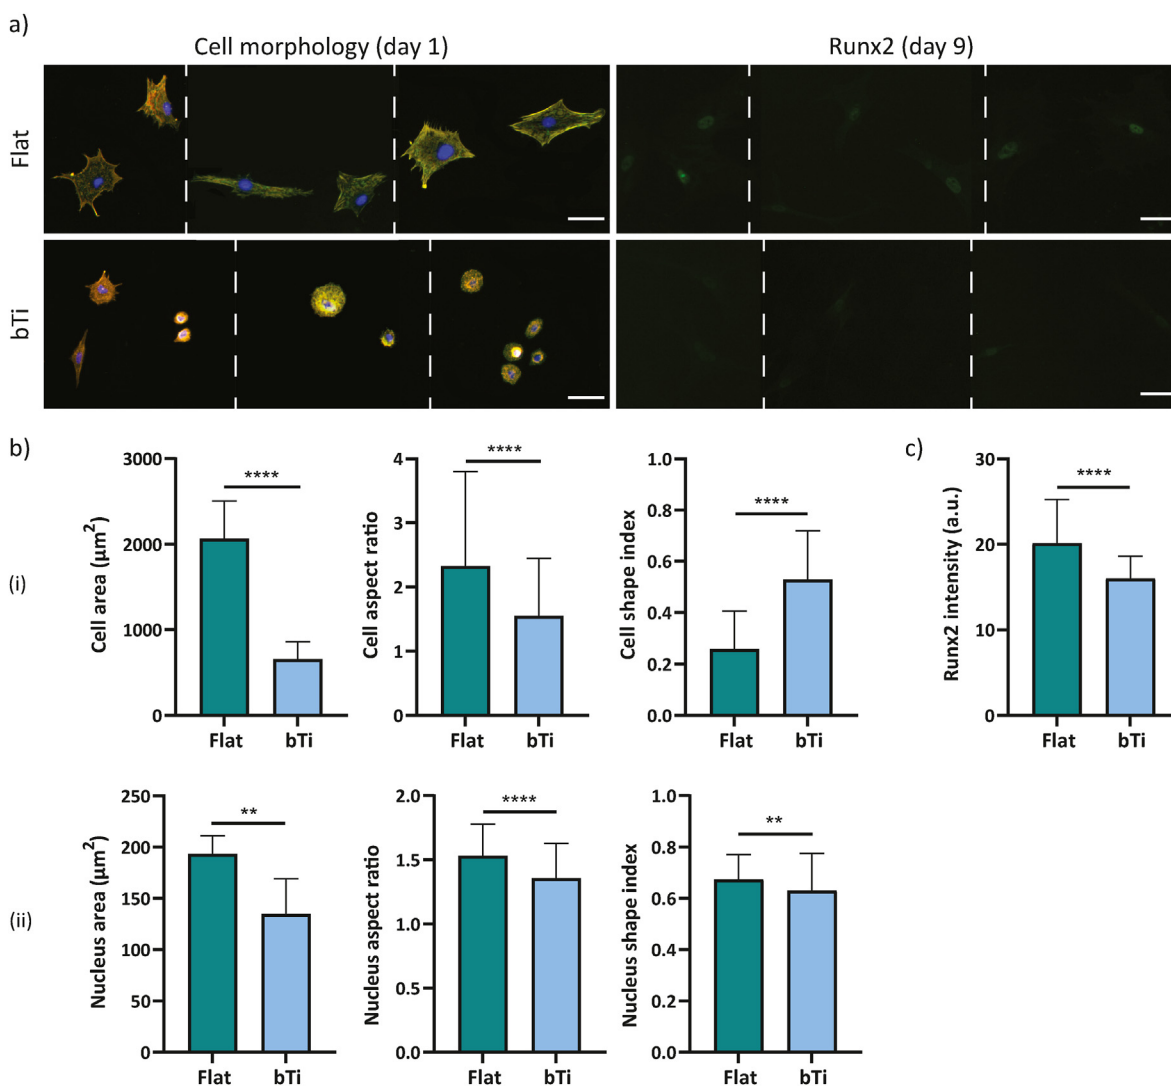 a)
Cell morphology (day 1)
Runx2 (day 9)
Flat
bTi
b)
c)
(i)
Cell area (µm²)
3000
2000
1000
0
****
Flat
bTi
Cell aspect ratio
4
3
2
1
0
****
Flat
bTi
Cell shape index
1.0
0.8
0.6
0.4
0.2
0.0
****
Flat
bTi
Runx2 intensity (a.u.)
30
20
10
0
****
Flat
bTi
(ii)
Nucleus area (µm²)
250
200
150
100
50
0
**
Flat
bTi
Nucleus aspect ratio
2.0
1.5
1.0
0.5
0.0
****
Flat
bTi
Nucleus shape index
1.0
0.8
0.6
0.4
0.2
0.0
**
Flat
bTi